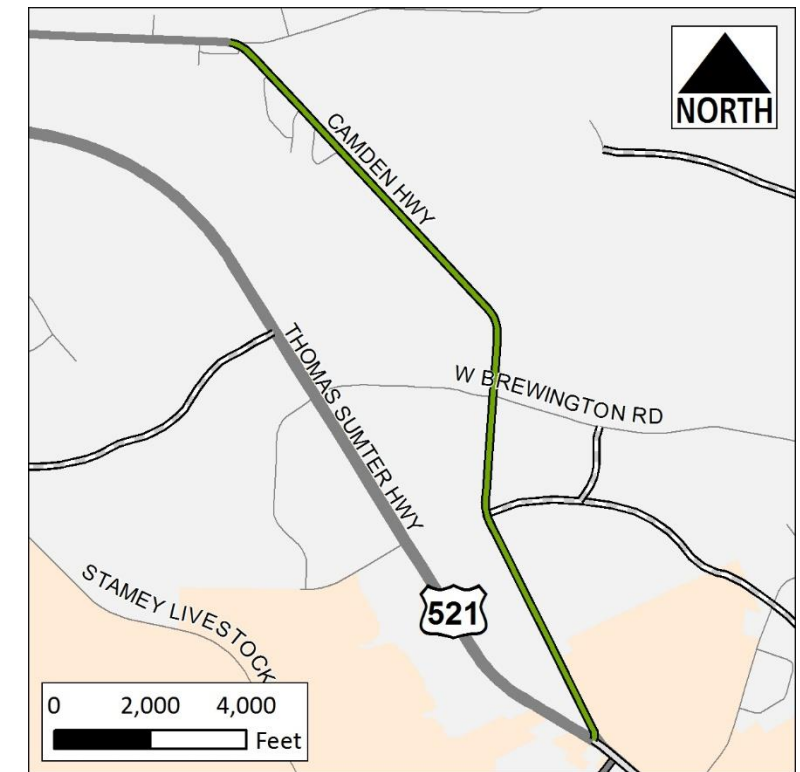 NORTH
CAMDEN HWY
THOMAS SUMTER HWY
W BREWINGTON RD
521
STAMEY LIVESTOCK
0 2,000 4,000
Feet